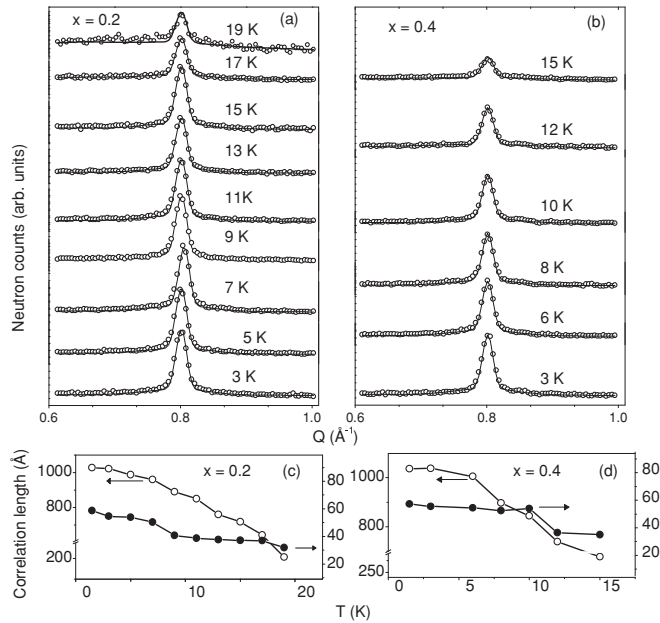 x = 0.2
(a)
19 K
17 K
15 K
13 K
11K
9 K
7 K
5 K
3 K
x = 0.4
(b)
15 K
12 K
10 K
8 K
6 K
3 K
Neutron counts (arb. units)
0.6 0.8 1.0
0.6 0.8 1.0
Q (Å⁻¹)
x = 0.2 (c)
1000
800
200
80
60
40
20
0 5 10 15 20
x = 0.4 (d)
1000
800
250
80
60
40
20
0 5 10 15
Correlation length (Å)
T (K)